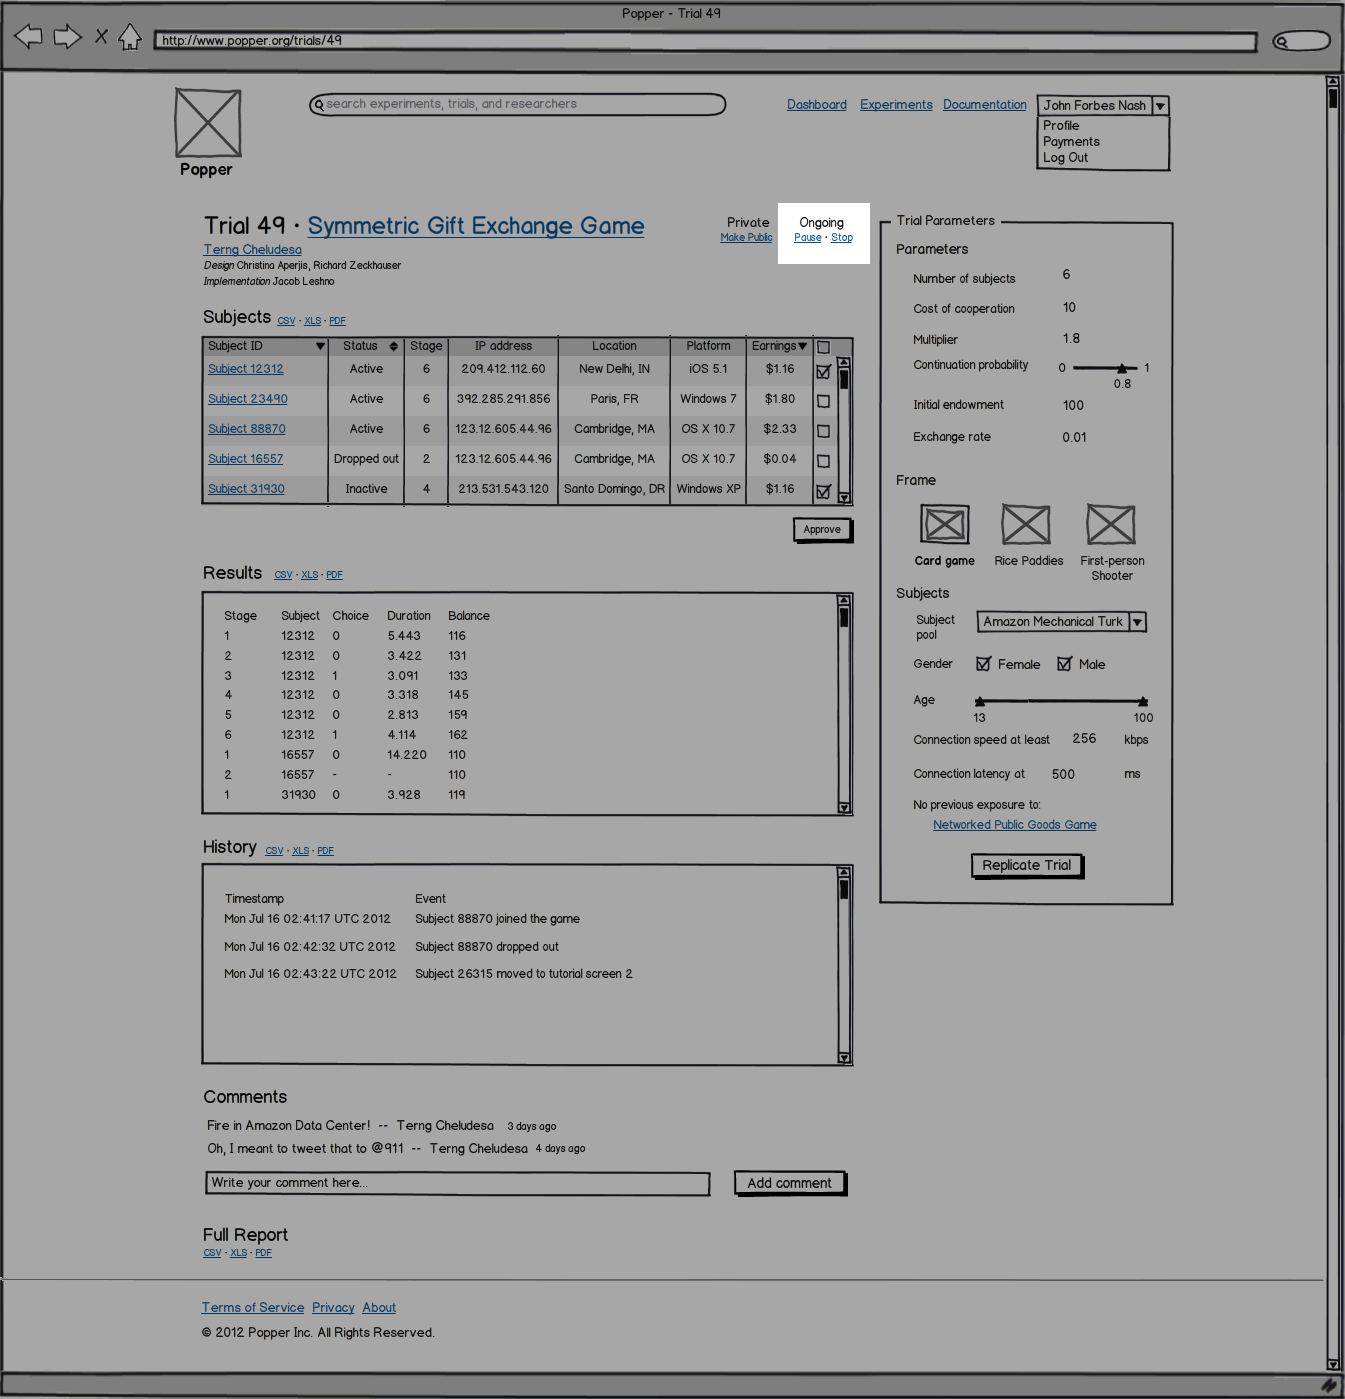 Popper - Trial 49
http://www.popper.org/trials/49
search experiments, trials, and researchers
Dashboard Experiments Documentation John Forbes Nash
Profile
Payments
Log Out
Popper
Trial 49 · Symmetric Gift Exchange Game
Terng Cheludesa
Design Christina Aperjis, Richard Zeckhauser
Implementation Jacob Leshno
Private
Make Public
Ongoing
Pause · Stop
Subjects CSV · XLS · PDF
Subject ID Status Stage IP address Location Platform Earnings
Subject 12312 Active 6 209.412.112.60 New Delhi, IN iOS 5.1 $1.16
Subject 23490 Active 6 392.285.291.856 Paris, FR Windows 7 $1.80
Subject 88870 Active 6 123.12.605.44.96 Cambridge, MA OS X 10.7 $2.33
Subject 16557 Dropped out 2 123.12.605.44.96 Cambridge, MA OS X 10.7 $0.04
Subject 31930 Inactive 4 213.531.543.120 Santo Domingo, DR Windows XP $1.16
Approve
Results CSV · XLS · PDF
Stage Subject Choice Duration Balance
1 12312 0 5.443 116
2 12312 0 3.422 131
3 12312 1 3.091 133
4 12312 0 3.318 145
5 12312 0 2.813 159
6 12312 1 4.114 162
1 16557 0 14.220 110
2 16557 - - 110
1 31930 0 3.928 119
History CSV · XLS · PDF
Timestamp Event
Mon Jul 16 02:41:17 UTC 2012 Subject 88870 joined the game
Mon Jul 16 02:42:32 UTC 2012 Subject 88870 dropped out
Mon Jul 16 02:43:22 UTC 2012 Subject 26315 moved to tutorial screen 2
Comments
Fire in Amazon Data Center! -- Terng Cheludesa 3 days ago
Oh, I meant to tweet that to @911 -- Terng Cheludesa 4 days ago
Write your comment here...
Add comment
Full Report
CSV · XLS · PDF
Trial Parameters
Parameters
Number of subjects 6
Cost of cooperation 10
Multiplier 1.8
Continuation probability 0 1
0.8
Initial endowment 100
Exchange rate 0.01
Frame
Card game Rice Paddies First-person
Shooter
Subjects
Subject
pool
Amazon Mechanical Turk
Gender Female Male
Age
13 100
Connection speed at least 256 kbps
Connection latency at 500 ms
No previous exposure to:
Networked Public Goods Game
Replicate Trial
Terms of Service Privacy About
© 2012 Popper Inc. All Rights Reserved.